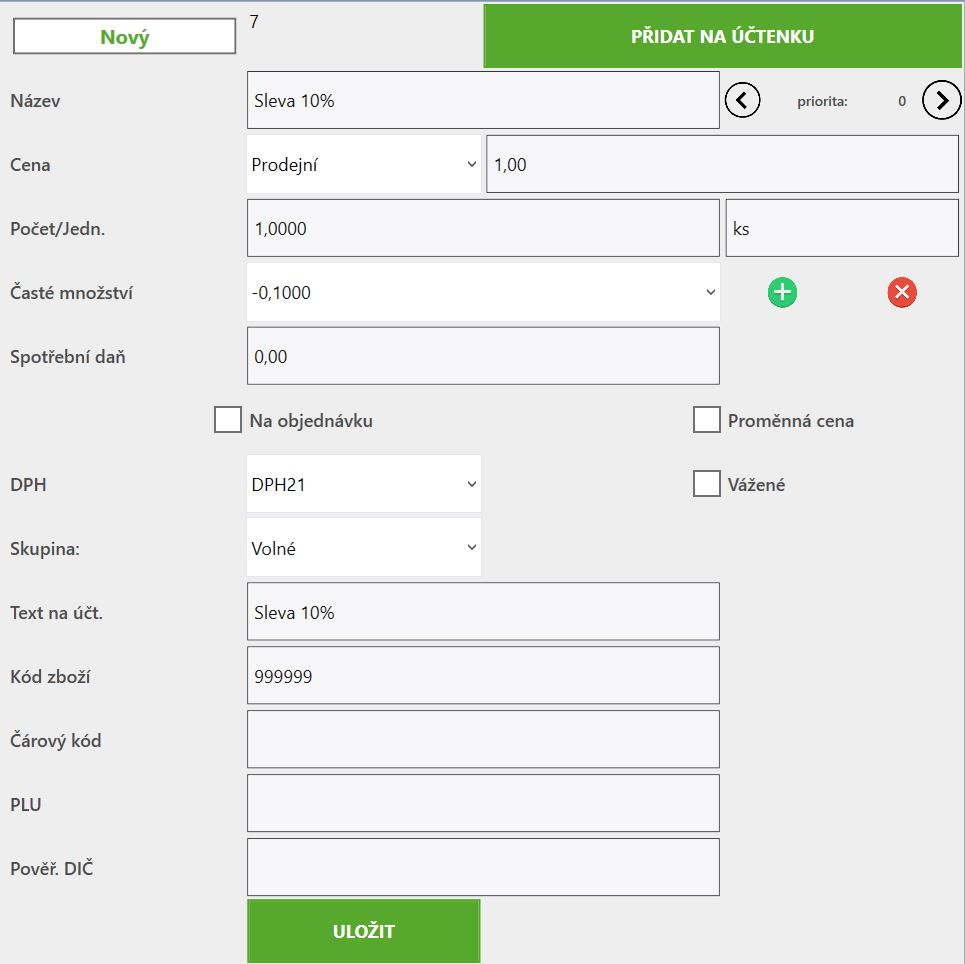 Nový 7 PŘIDAT NA ÚČTENKU
Název Sleva 10% priorita: 0
Cena Prodejní 1,00
Počet/Jedn. 1,0000 ks
Časté množství -0,1000
Spotřební daň 0,00
Na objednávku Proměnná cena
DPH DPH21 Vážené
Skupina: Volné
Text na účt. Sleva 10%
Kód zboží 999999
Čárový kód
PLU
Pověř. DIČ
ULOŽIT